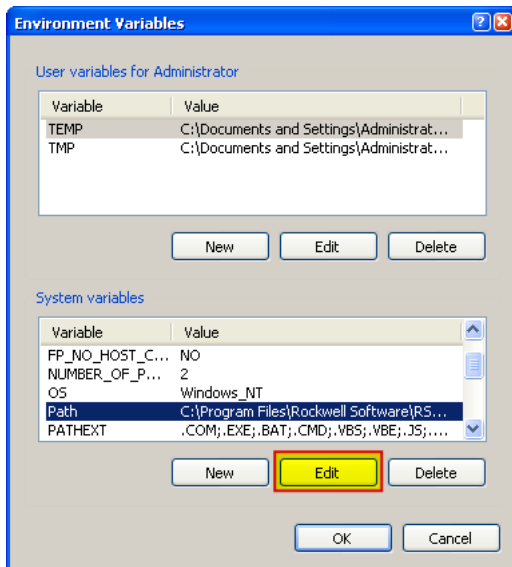 Environment Variables
User variables for Administrator
Variable Value
TEMP C:\Documents and Settings\Administrat...
TMP C:\Documents and Settings\Administrat...
New Edit Delete
System variables
Variable Value
FP_NO_HOST_C... NO
NUMBER_OF_P... 2
OS Windows_NT
Path C:\Program Files\Rockwell Software\RS...
PATHEXT .COM;.EXE;.BAT;.CMD;.VBS;.VBE;.JS;....
New Edit Delete
OK Cancel